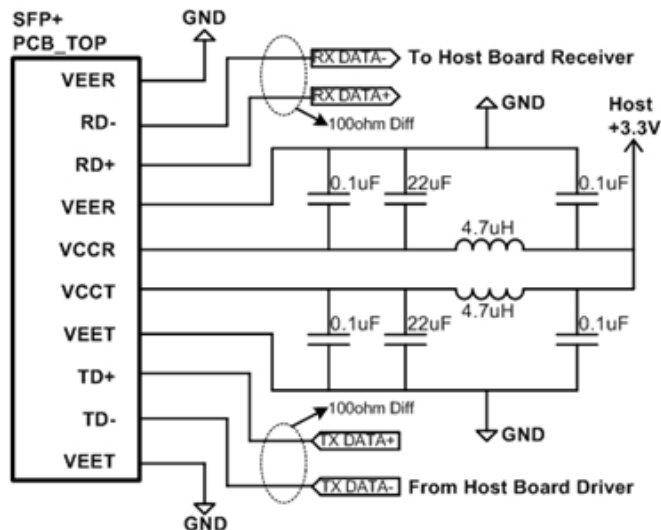 SFP+
PCB_TOP
GND
VEER
RX DATA- To Host Board Receiver
RD-
RX DATA+
100ohm Diff
GND
Host
+3.3V
RD+
0.1uF 22uF 0.1uF
VEER
4.7uH
VCCR
VCCT
4.7uH
0.1uF 22uF 0.1uF
VEET
TD+
100ohm Diff
TD-
TX DATA+
GND
VEET
TX DATA- From Host Board Driver
GND